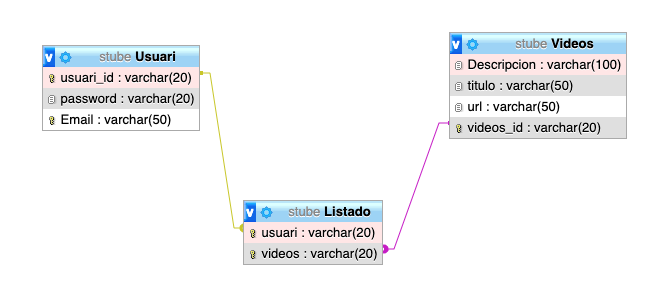 stube Usuari
usuari_id : varchar(20)
password : varchar(20)
Email : varchar(50)
stube Videos
Descripcion : varchar(100)
titulo : varchar(50)
url : varchar(50)
videos_id : varchar(20)
stube Listado
usuari : varchar(20)
videos : varchar(20)